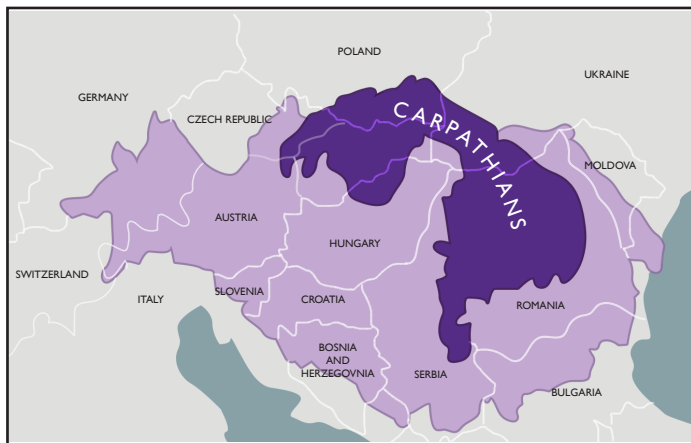 POLAND
UKRAINE
GERMANY
CZECH REPUBLIC
CARPATHIANS
MOLDOVA
AUSTRIA
HUNGARY
SWITZERLAND
SLOVENIA
ITALY
CROATIA
ROMANIA
BOSNIA
AND
HERZEGOVNIA
SERBIA
BULGARIA